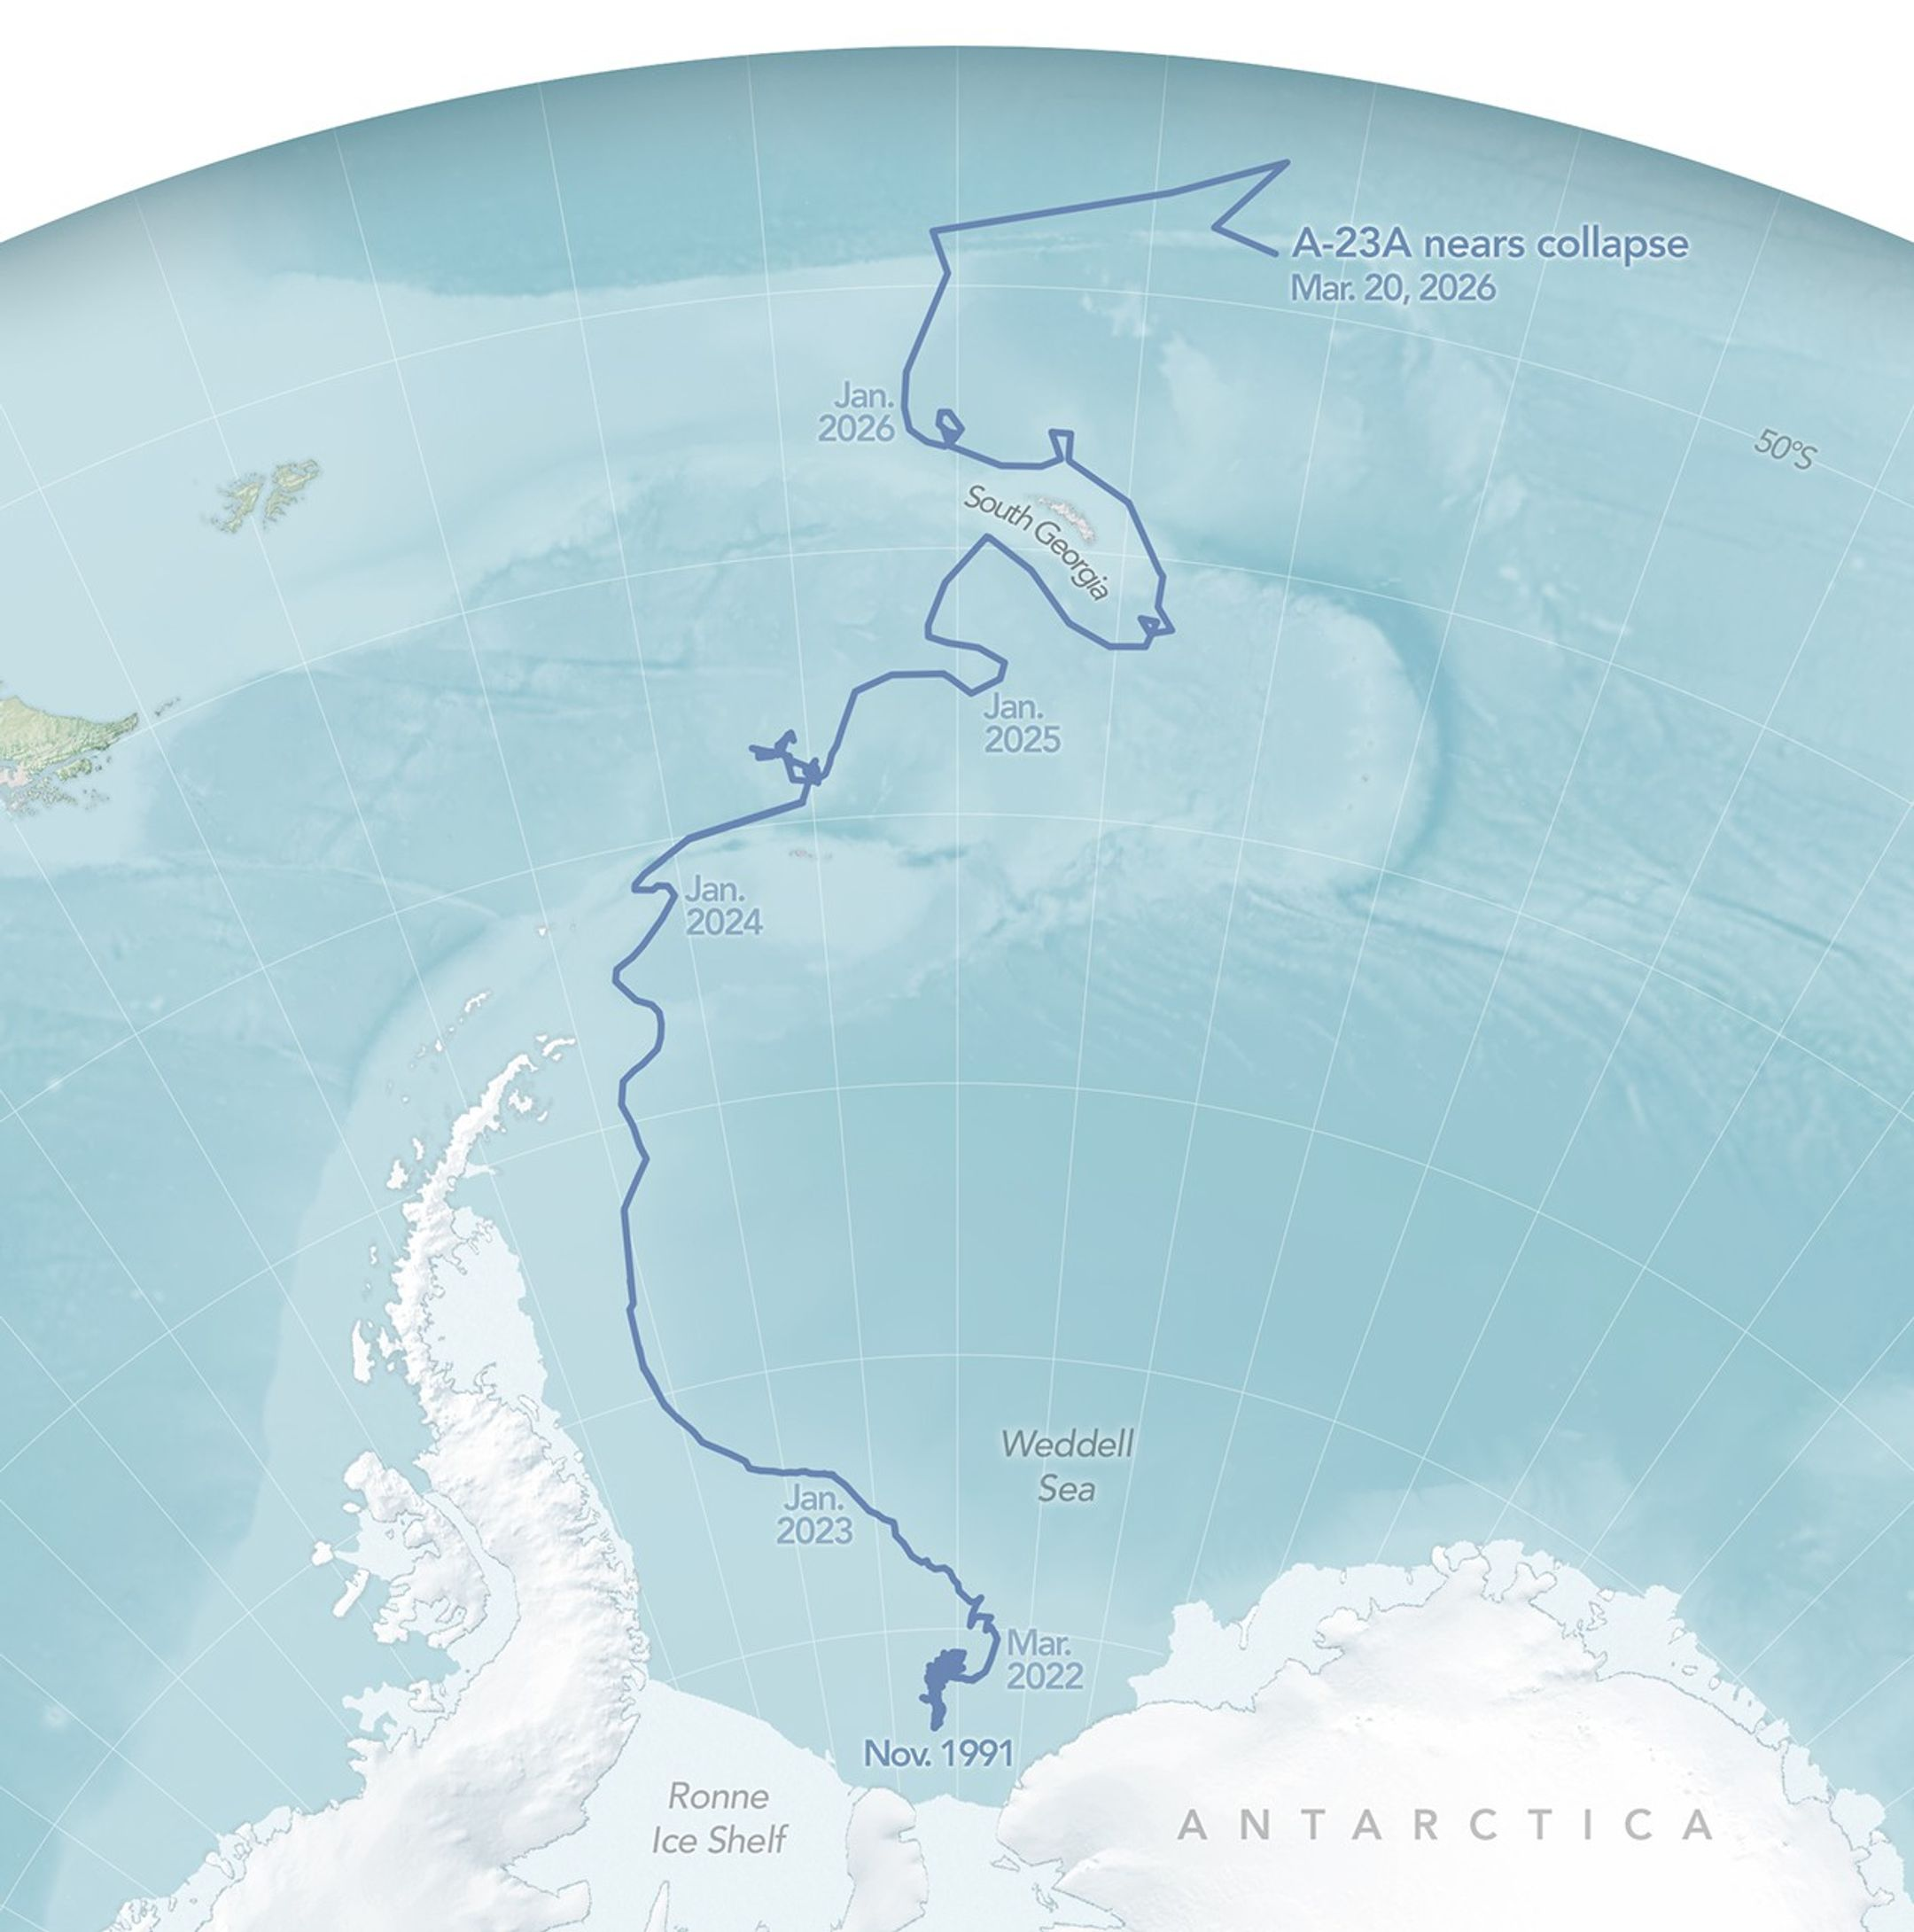 A-23A nears collapse
Mar. 20, 2026
Jan.
2026
50°S
South Georgia
Jan.
2025
Jan.
2024
Weddell
Sea
Jan.
2023
Mar.
2022
Nov. 1991
Ronne
Ice Shelf
ANTARCTICA